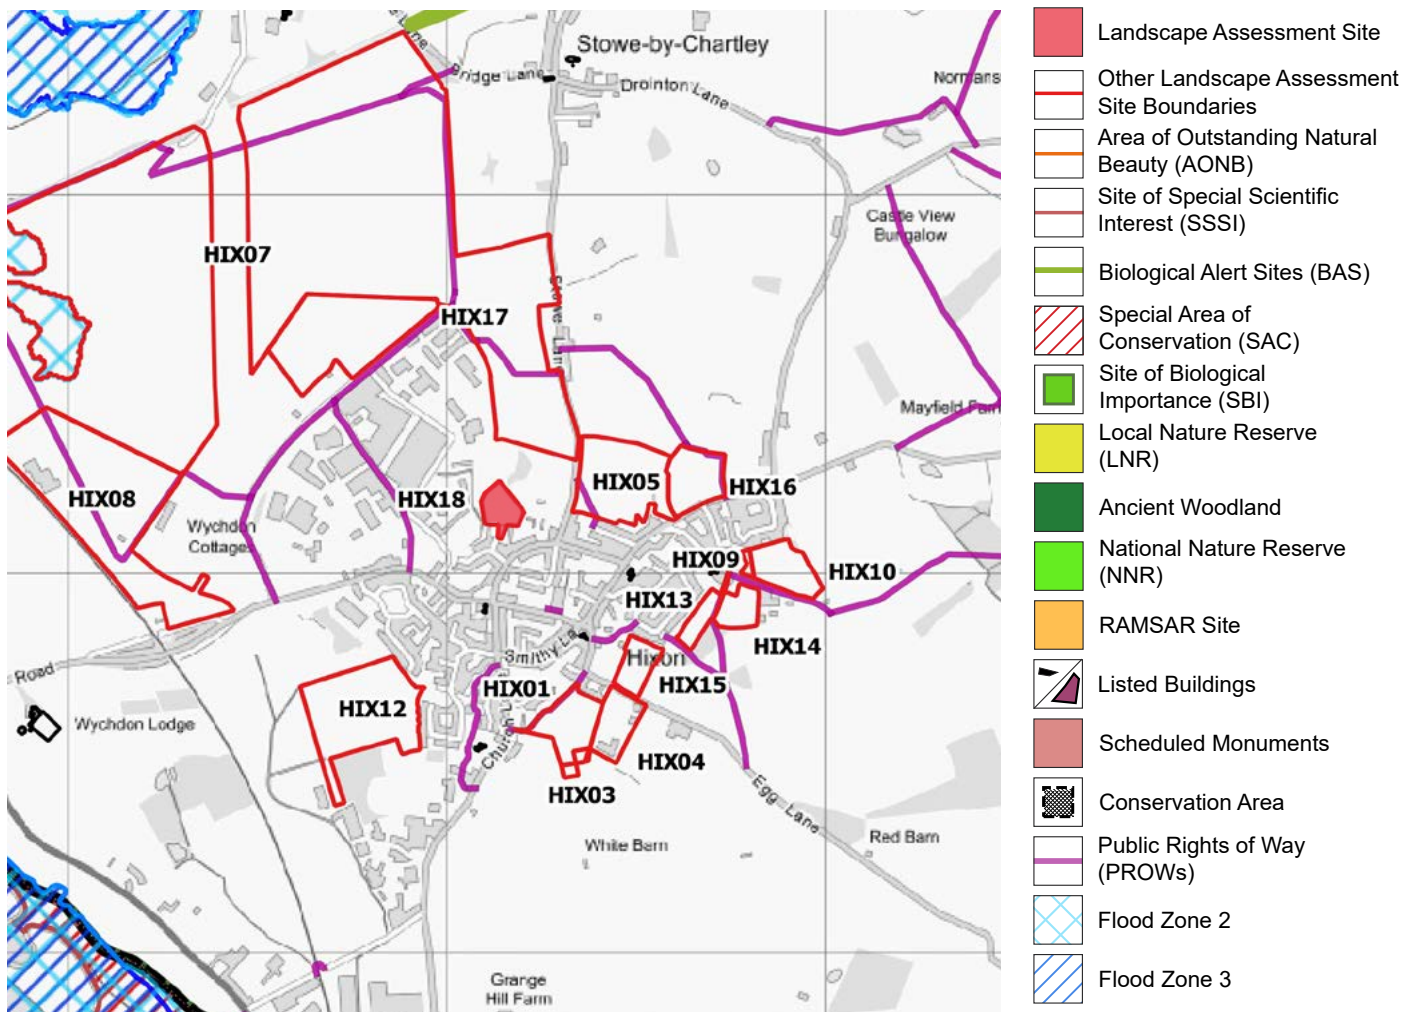 Stowe-by-Chartley
Bridge Lane
Drointon Lane
Castle View
Bungalow
HIX07
HIX17
Stowe Lane
Mayfield Farm
HIX08
Wychdon
Cottages
HIX18
HIX05
HIX16
HIX09
HIX10
HIX13
HIX14
Smithy La
Hixon
HIX15
Road
Wychdon Lodge
HIX12
HIX01
Church
HIX04
HIX03
Egg Lane
White Barn
Red Barn
Grange
Hill Farm
Landscape Assessment Site
Other Landscape Assessment
Site Boundaries
Area of Outstanding Natural
Beauty (AONB)
Site of Special Scientific
Interest (SSSI)
Biological Alert Sites (BAS)
Special Area of
Conservation (SAC)
Site of Biological
Importance (SBI)
Local Nature Reserve
(LNR)
Ancient Woodland
National Nature Reserve
(NNR)
RAMSAR Site
Listed Buildings
Scheduled Monuments
Conservation Area
Public Rights of Way
(PROWs)
Flood Zone 2
Flood Zone 3